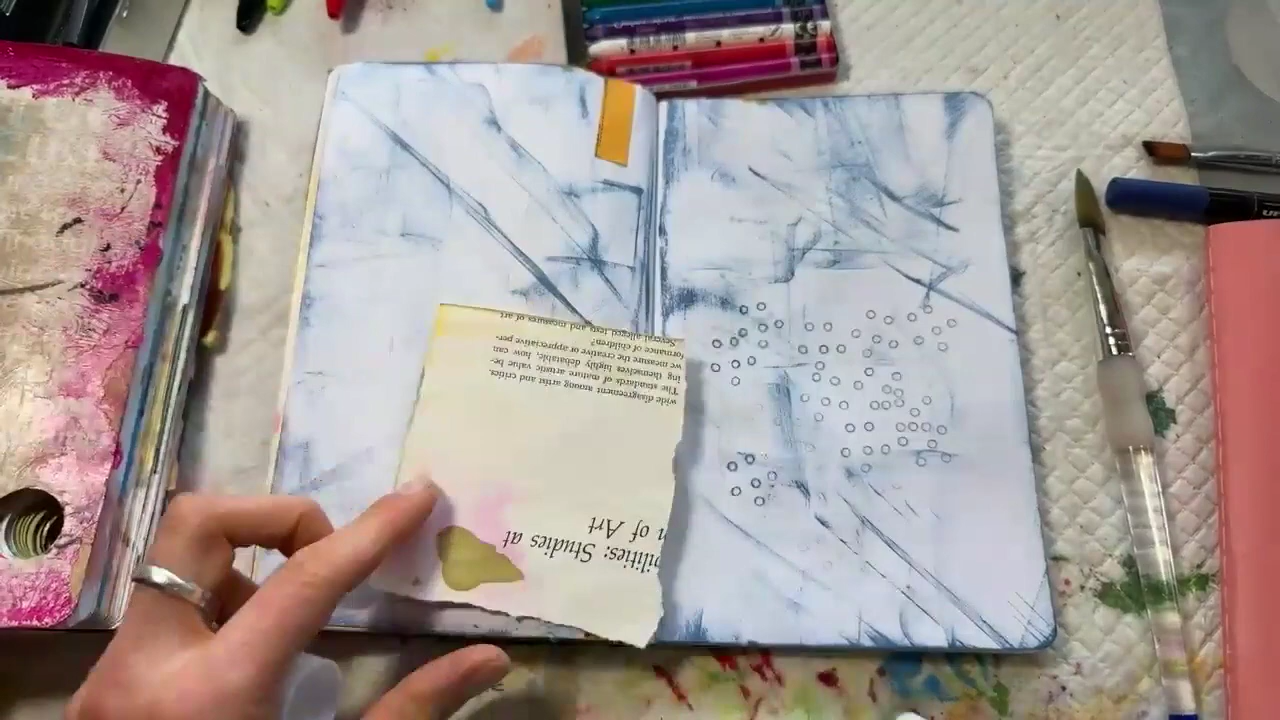 pilities: Studies at
n of Art
wide disagreement among artist and critics.
The standards of mature artistic value be-
ing themselves highly debatable, how can
we measure the creative or appreciative per-
formance of children?
Several alleged tests and measures of art